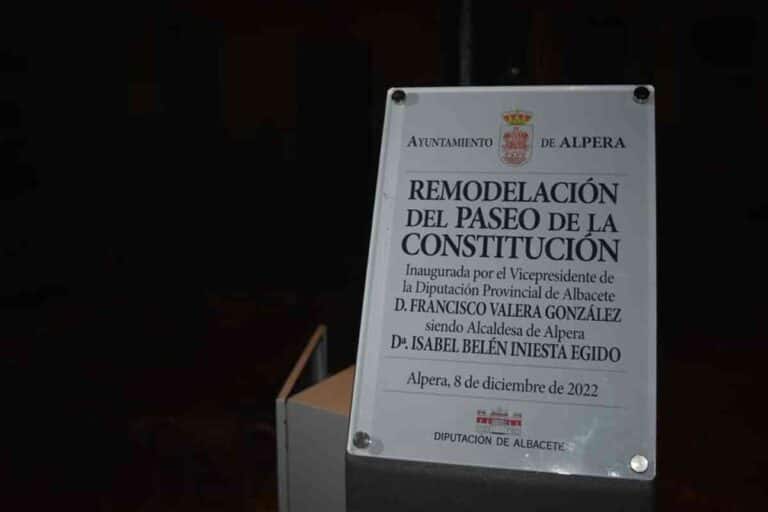 AYUNTAMIENTO DE ALPERA
REMODELACIÓN
DEL PASEO DE LA
CONSTITUCIÓN
Inaugurada por el Vicepresidente de
la Diputación Provincial de Albacete
D. FRANCISCO VALERA GONZÁLEZ
siendo Alcaldesa de Alpera
Dª. ISABEL BELÉN INIESTA EGIDO
Alpera, 8 de diciembre de 2022
DIPUTACIÓN DE ALBACETE